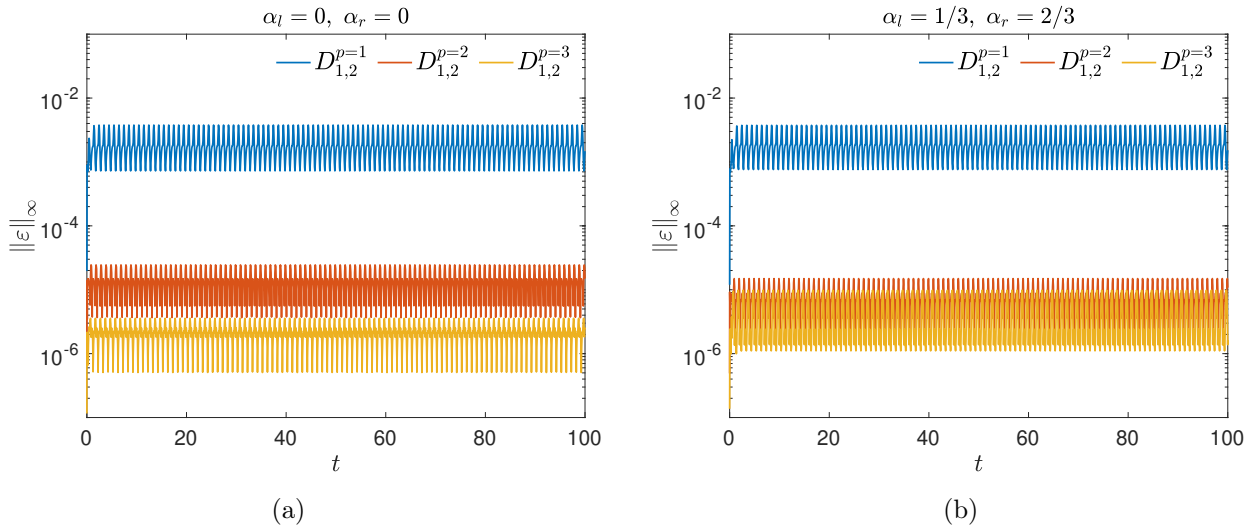 α_l = 0, α_r = 0
D_{1,2}^{p=1} D_{1,2}^{p=2} D_{1,2}^{p=3}
10^{-2}
10^{-4}
10^{-6}
||ε||_∞
0 20 40 60 80 100
t
(a)
α_l = 1/3, α_r = 2/3
D_{1,2}^{p=1} D_{1,2}^{p=2} D_{1,2}^{p=3}
10^{-2}
10^{-4}
10^{-6}
||ε||_∞
0 20 40 60 80 100
t
(b)